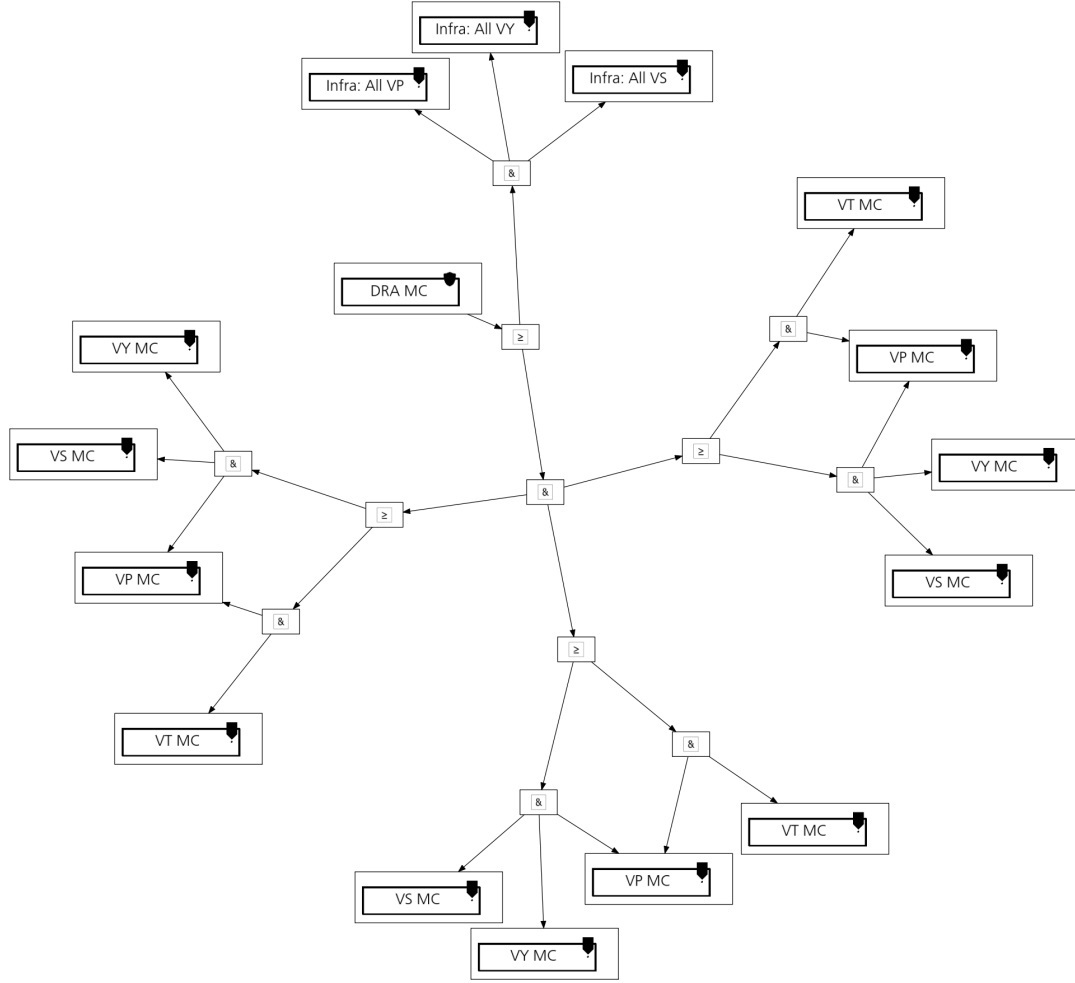 Infra: All VY
Infra: All VP
Infra: All VS
&
VT MC
DRA MC
≥
&
VY MC
VP MC
VS MC
&
≥
VY MC
&
&
≥
VP MC
VS MC
&
≥
VT MC
&
&
VT MC
VS MC
VP MC
VY MC